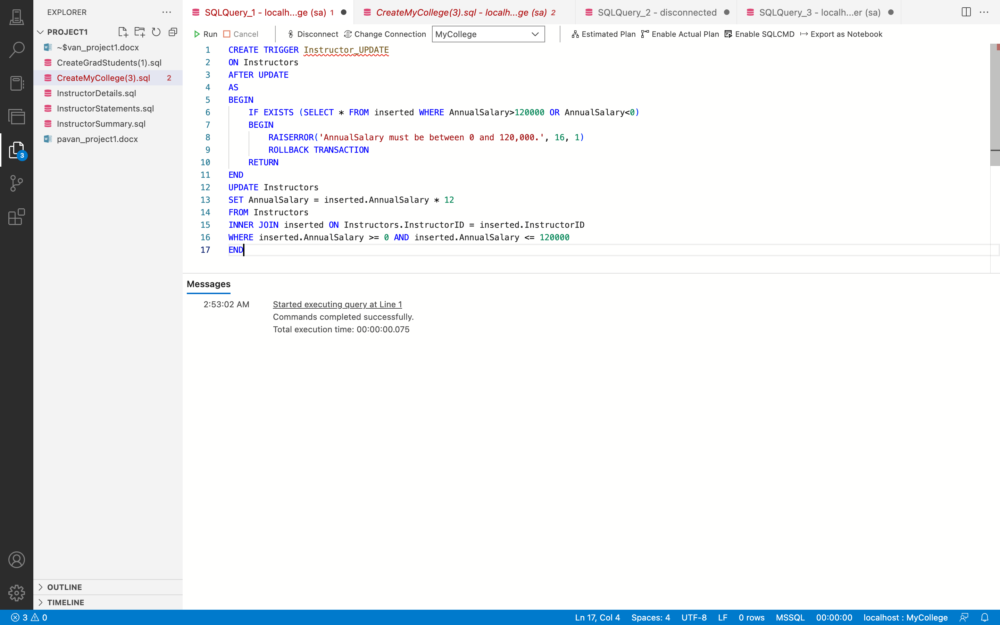 EXPLORER
PROJECT1
~$van_project1.docx
CreateGradStudents(1).sql
CreateMyCollege(3).sql 2
InstructorDetails.sql
InstructorStatements.sql
InstructorSummary.sql
pavan_project1.docx
3
OUTLINE
TIMELINE
SQLQuery_1 - localh...ge (sa) 1
CreateMyCollege(3).sql - localh...ge (sa) 2
SQLQuery_2 - disconnected
SQLQuery_3 - localh...er (sa)
Run Cancel Disconnect Change Connection MyCollege Estimated Plan Enable Actual Plan Enable SQLCMD Export as Notebook
1 CREATE TRIGGER Instructor_UPDATE
2 ON Instructors
3 AFTER UPDATE
4 AS
5 BEGIN
6 IF EXISTS (SELECT * FROM inserted WHERE AnnualSalary>120000 OR AnnualSalary<0)
7 BEGIN
8 RAISERROR('AnnualSalary must be between 0 and 120,000.', 16, 1)
9 ROLLBACK TRANSACTION
10 RETURN
11 END
12 UPDATE Instructors
13 SET AnnualSalary = inserted.AnnualSalary * 12
14 FROM Instructors
15 INNER JOIN inserted ON Instructors.InstructorID = inserted.InstructorID
16 WHERE inserted.AnnualSalary >= 0 AND inserted.AnnualSalary <= 120000
17 END
Messages
2:53:02 AM Started executing query at Line 1
Commands completed successfully.
Total execution time: 00:00:00.075
3 0 Ln 17, Col 4 Spaces: 4 UTF-8 LF 0 rows MSSQL 00:00:00 localhost : MyCollege